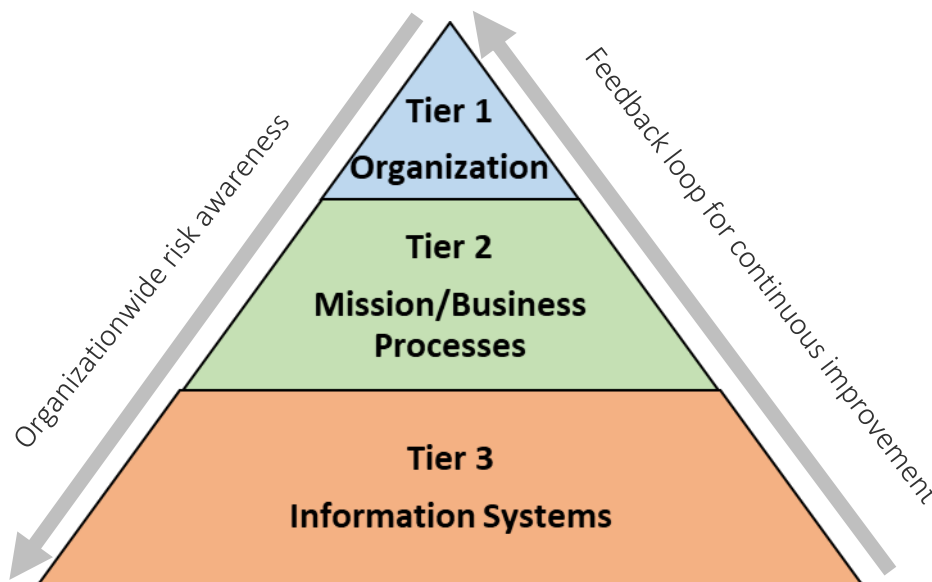 Tier 1
Organization
Tier 2
Mission/Business
Processes
Tier 3
Information Systems
Organizationwide risk awareness
Feedback loop for continuous improvement